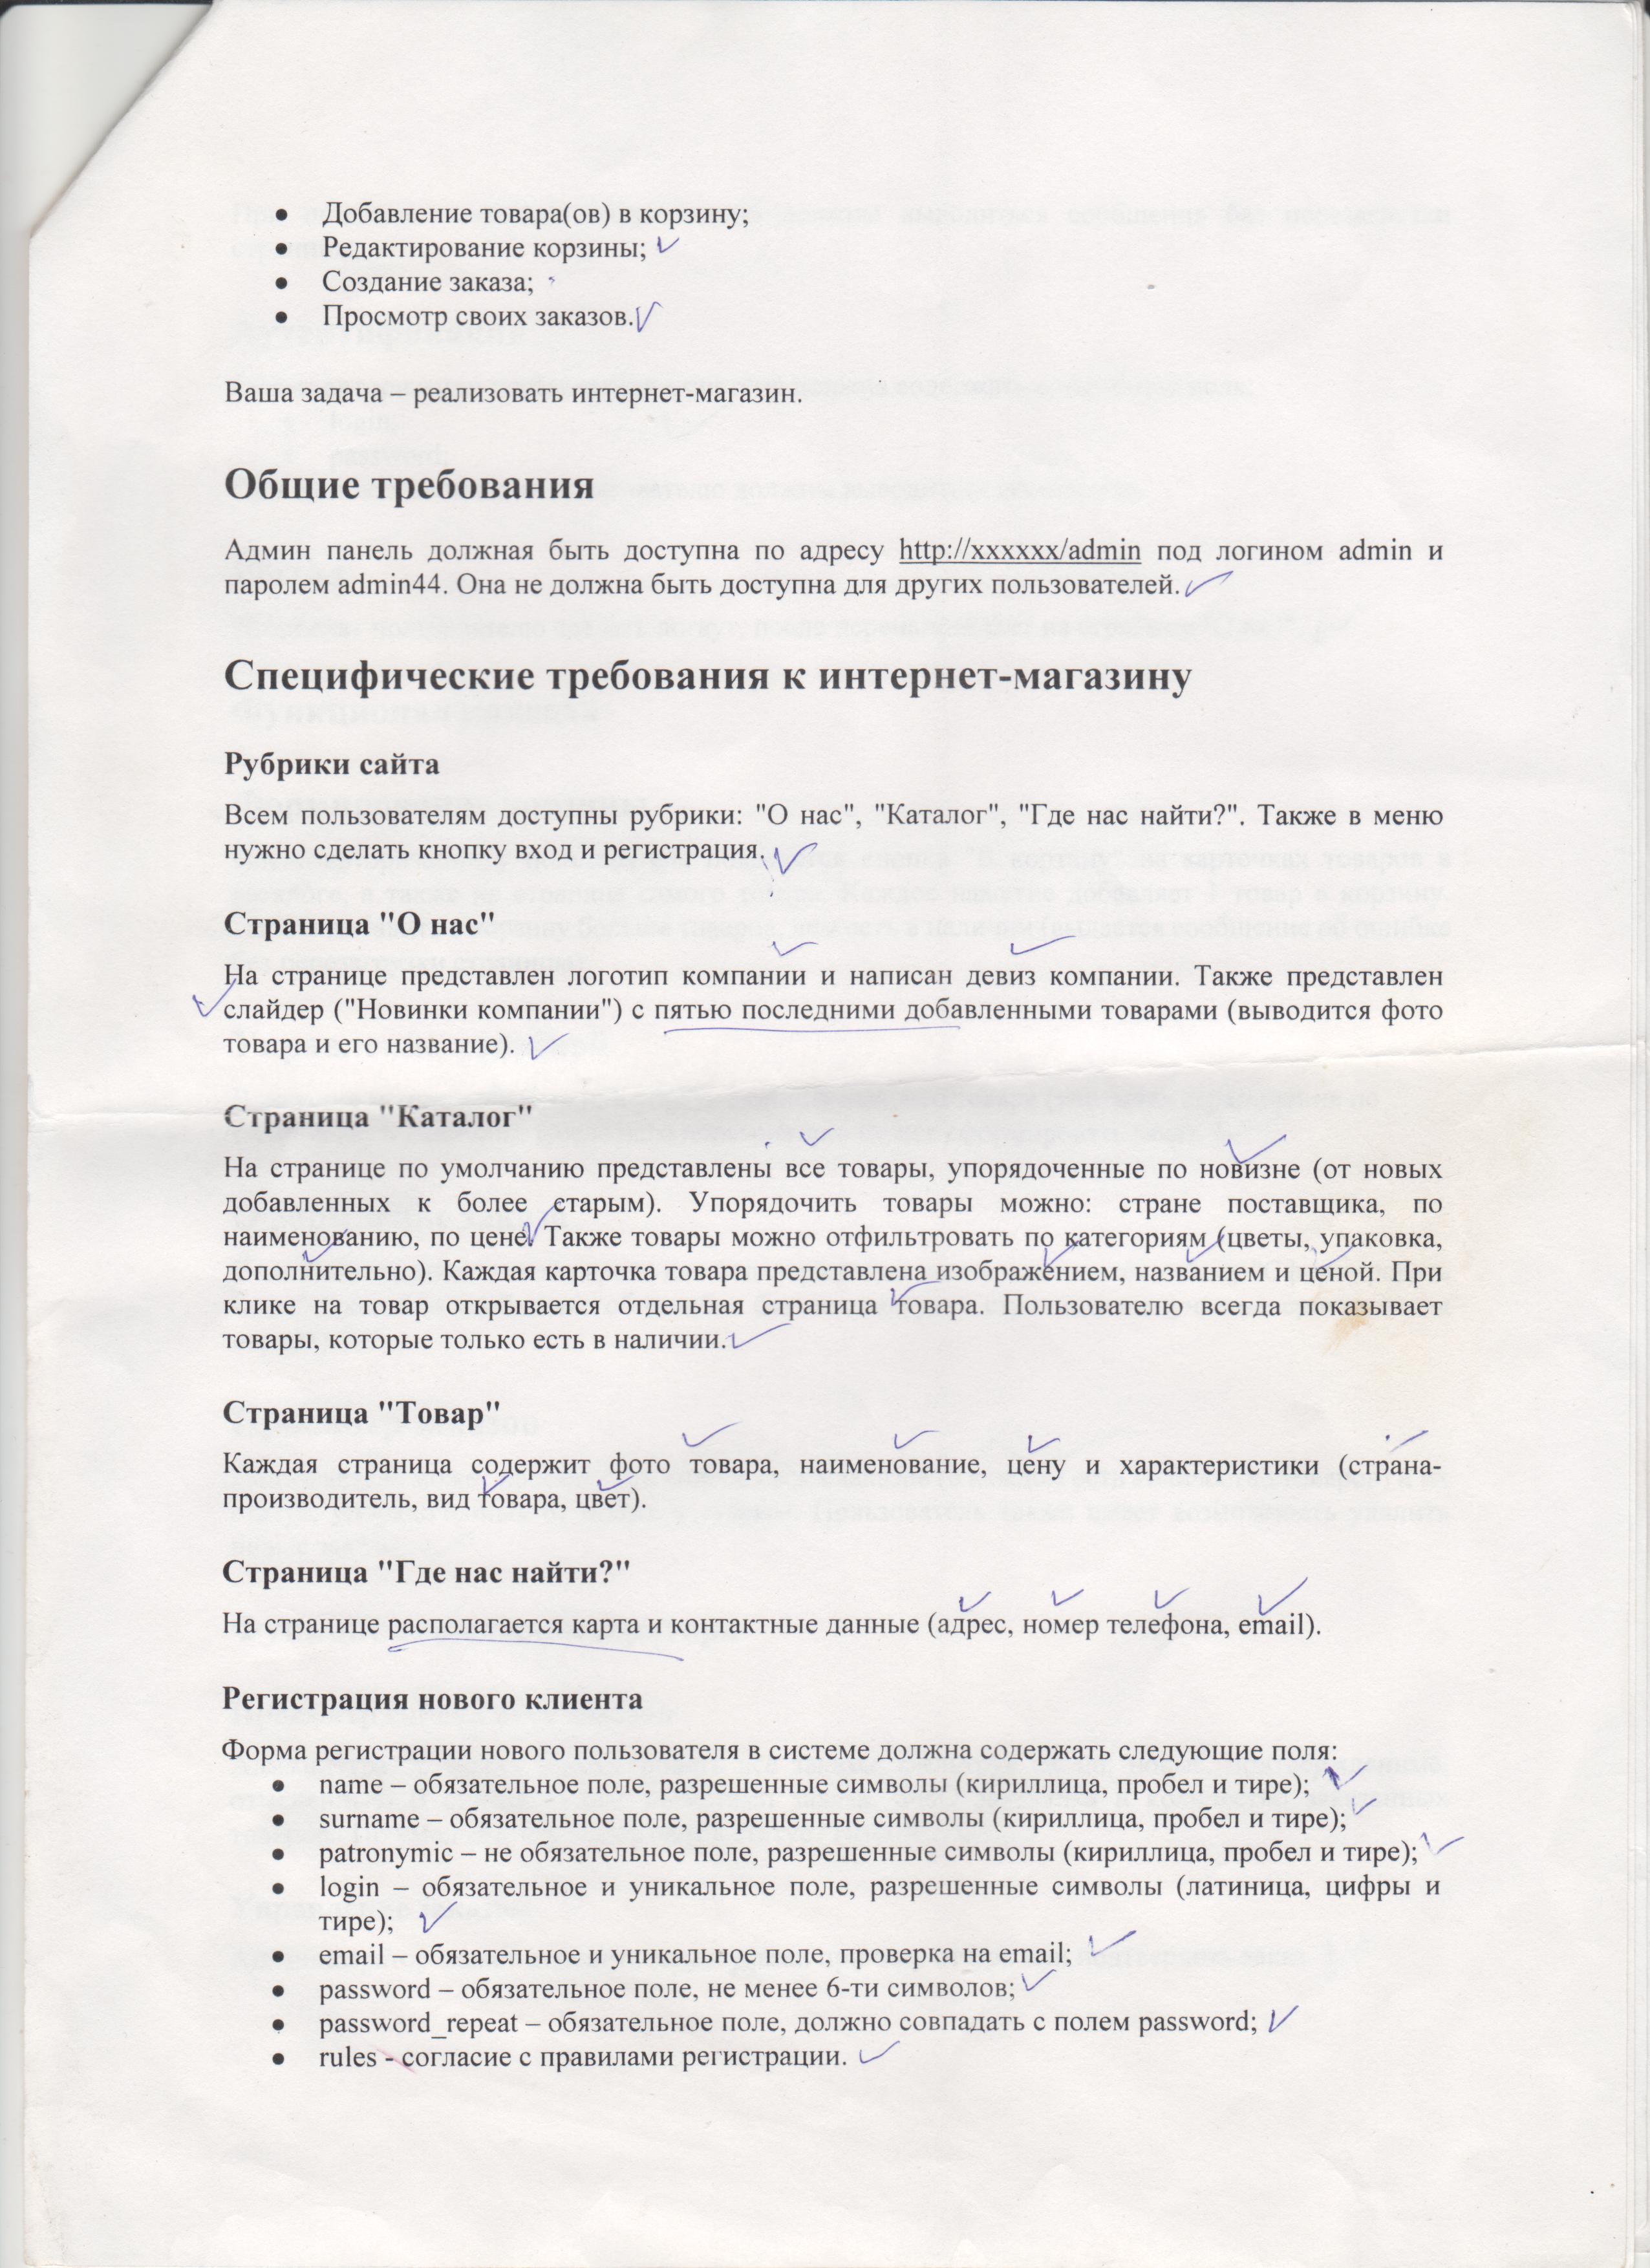 ● Добавление товара(ов) в корзину;
● Редактирование корзины;
● Создание заказа;
● Просмотр своих заказов.
Ваша задача – реализовать интернет-магазин.
Общие требования
Админ панель должная быть доступна по адресу http://xxxxxx/admin под логином admin и
паролем admin44. Она не должна быть доступна для других пользователей.
Специфические требования к интернет-магазину
Рубрики сайта
Всем пользователям доступны рубрики: "О нас", "Каталог", "Где нас найти?". Также в меню
нужно сделать кнопку вход и регистрация.
Страница "О нас"
На странице представлен логотип компании и написан девиз компании. Также представлен
слайдер ("Новинки компании") с пятью последними добавленными товарами (выводится фото
товара и его название).
Страница "Каталог"
На странице по умолчанию представлены все товары, упорядоченные по новизне (от новых
добавленных к более старым). Упорядочить товары можно: стране поставщика, по
наименованию, по цене. Также товары можно отфильтровать по категориям (цветы, упаковка,
дополнительно). Каждая карточка товара представлена изображением, названием и ценой. При
клике на товар открывается отдельная страница товара. Пользователю всегда показывает
товары, которые только есть в наличии.
Страница "Товар"
Каждая страница содержит фото товара, наименование, цену и характеристики (страна-
производитель, вид товара, цвет).
Страница "Где нас найти?"
На странице располагается карта и контактные данные (адрес, номер телефона, email).
Регистрация нового клиента
Форма регистрации нового пользователя в системе должна содержать следующие поля:
● name – обязательное поле, разрешенные символы (кириллица, пробел и тире);
● surname – обязательное поле, разрешенные символы (кириллица, пробел и тире);
● patronymic – не обязательное поле, разрешенные символы (кириллица, пробел и тире);
● login – обязательное и уникальное поле, разрешенные символы (латиница, цифры и
тире);
● email – обязательное и уникальное поле, проверка на email;
● password – обязательное поле, не менее 6-ти символов;
● password_repeat – обязательное поле, должно совпадать с полем password;
● rules - согласие с правилами регистрации.